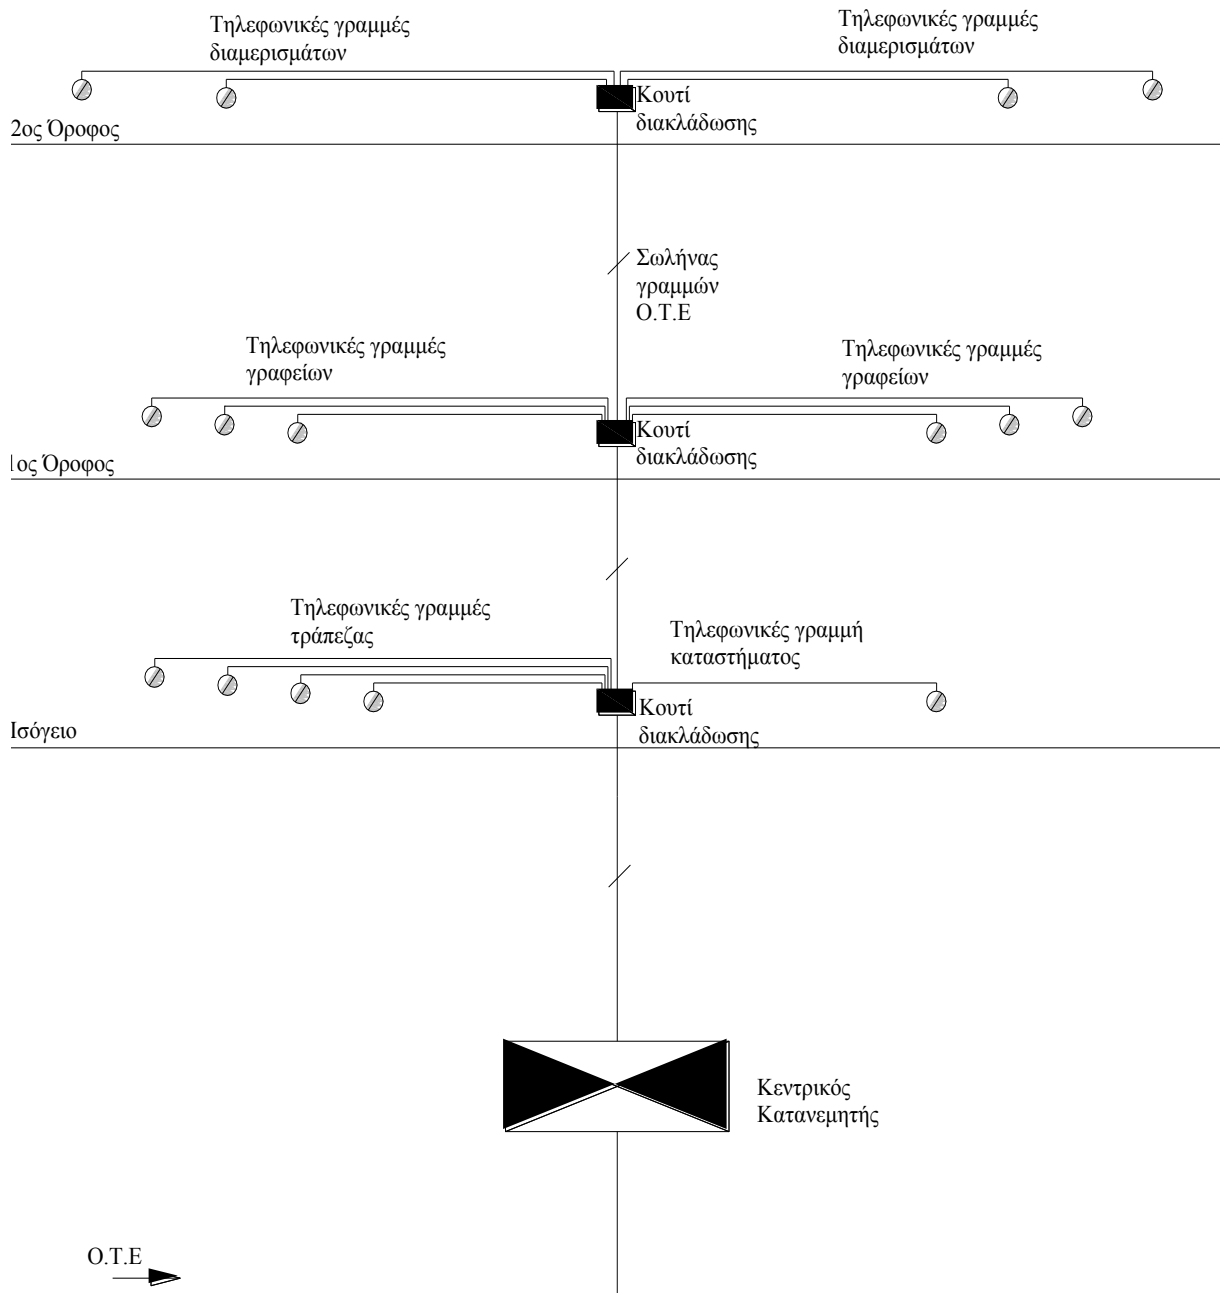 Τηλεφωνικές γραμμές
διαμερισμάτων
Τηλεφωνικές γραμμές
διαμερισμάτων
Κουτί
διακλάδωσης
2ος Όροφος
Σωλήνας
γραμμών
Ο.Τ.Ε
Τηλεφωνικές γραμμές
γραφείων
Τηλεφωνικές γραμμές
γραφείων
Κουτί
διακλάδωσης
1ος Όροφος
Τηλεφωνικές γραμμές
τράπεζας
Τηλεφωνικές γραμμή
καταστήματος
Κουτί
διακλάδωσης
Ισόγειο
Κεντρικός
Κατανεμητής
Ο.Τ.Ε